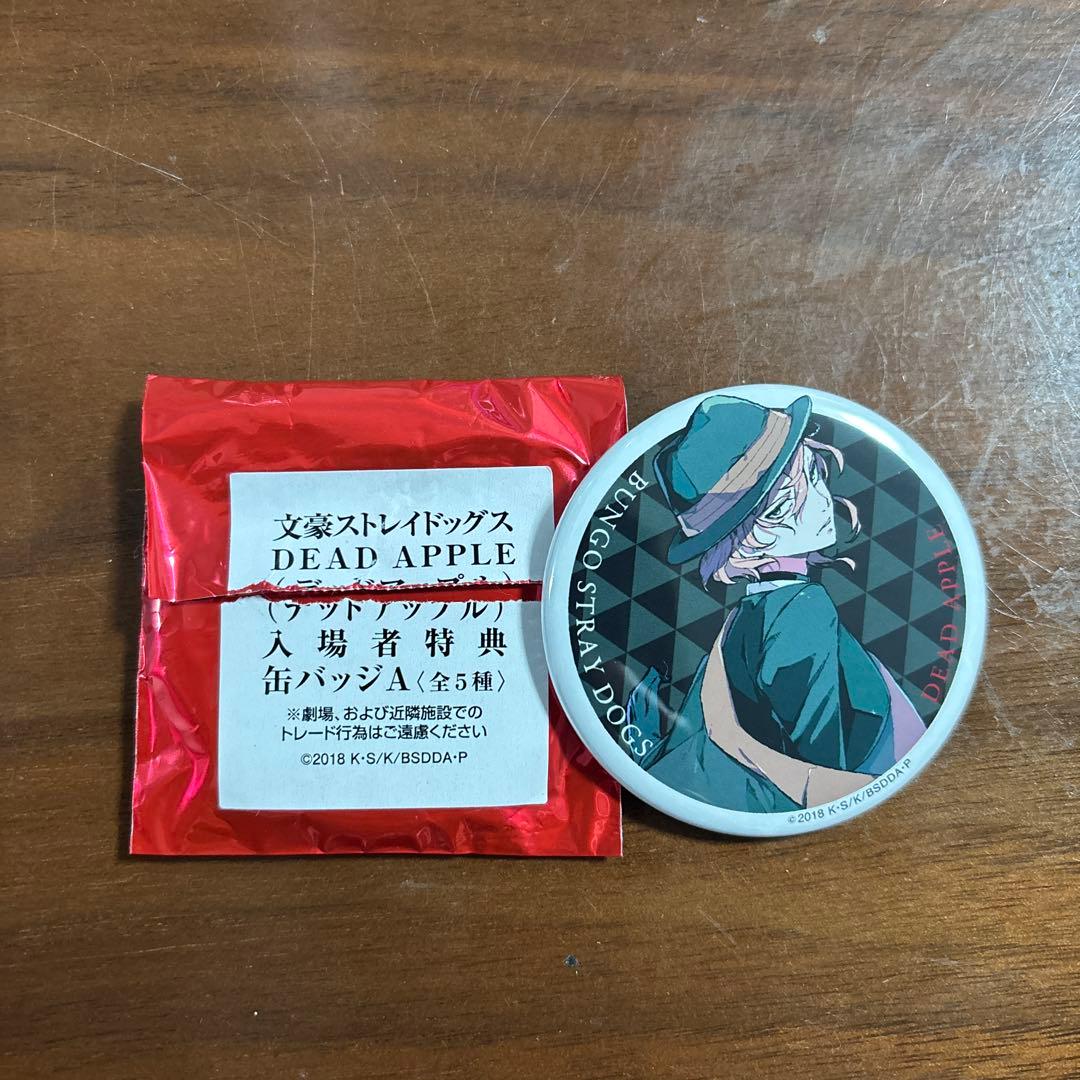 文豪ストレイドッグス
DEAD APPLE
(デッドアップル)
入場者特典
缶バッジA〈全5種〉
※劇場、および近隣施設での
トレード行為はご遠慮ください
©2018 K・S/K/BSDDA・P
BUNGO STRAY DOGS
DEAD APPLE
©2018 K・S/K/BSDDA・P